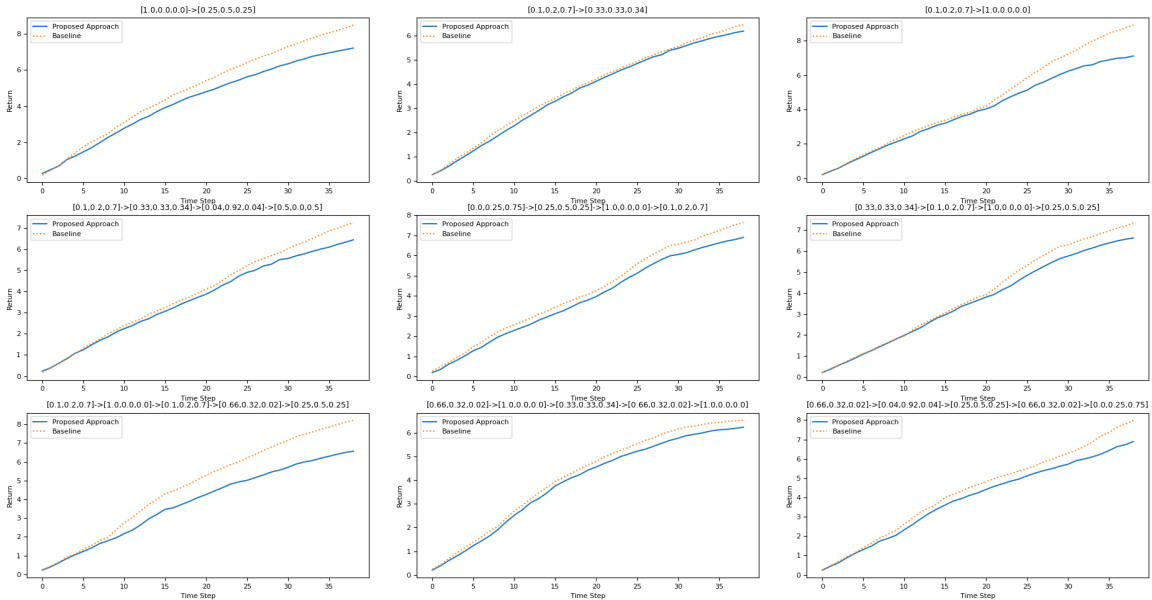 [1.0,0.0,0.0]->[0.25,0.5,0.25]
Proposed Approach
Baseline
Return
8
6
4
2
0
0 5 10 15 20 25 30 35
Time Step
[0.1,0.2,0.7]->[0.33,0.33,0.34]
Proposed Approach
Baseline
Return
6
5
4
3
2
1
0
0 5 10 15 20 25 30 35
Time Step
[0.1,0.2,0.7]->[1.0,0.0,0.0]
Proposed Approach
Baseline
Return
8
6
4
2
0
0 5 10 15 20 25 30 35
Time Step
[0.1,0.2,0.7]->[0.33,0.33,0.34]->[0.04,0.92,0.04]->[0.5,0.0,0.5]
Proposed Approach
Baseline
Return
7
6
5
4
3
2
1
0
0 5 10 15 20 25 30 35
Time Step
[0.0,0.25,0.75]->[0.25,0.5,0.25]->[1.0,0.0,0.0]->[0.1,0.2,0.7]
Proposed Approach
Baseline
Return
8
7
6
5
4
3
2
1
0
0 5 10 15 20 25 30 35
Time Step
[0.33,0.33,0.34]->[0.1,0.2,0.7]->[1.0,0.0,0.0]->[0.25,0.5,0.25]
Proposed Approach
Baseline
Return
7
6
5
4
3
2
1
0
0 5 10 15 20 25 30 35
Time Step
[0.1,0.2,0.7]->[1.0,0.0,0.0]->[0.1,0.2,0.7]->[0.66,0.32,0.02]->[0.25,0.5,0.25]
Proposed Approach
Baseline
Return
8
7
6
5
4
3
2
1
0
0 5 10 15 20 25 30 35
Time Step
[0.66,0.32,0.02]->[1.0,0.0,0.0]->[0.33,0.33,0.34]->[0.66,0.32,0.02]->[1.0,0.0,0.0]
Proposed Approach
Baseline
Return
6
5
4
3
2
1
0
0 5 10 15 20 25 30 35
Time Step
[0.66,0.32,0.02]->[0.04,0.92,0.04]->[0.25,0.5,0.25]->[0.66,0.32,0.02]->[0.0,0.25,0.75]
Proposed Approach
Baseline
Return
8
7
6
5
4
3
2
1
0
0 5 10 15 20 25 30 35
Time Step